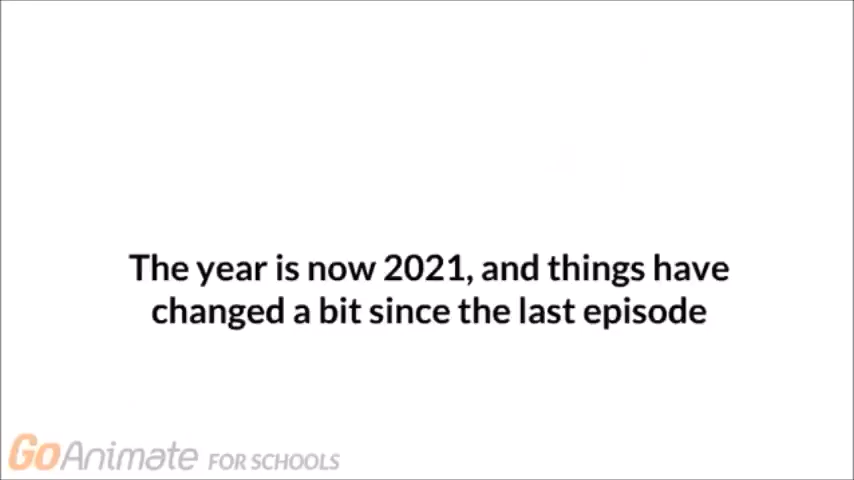 The year is now 2021, and things have
changed a bit since the last episode
GoAnimate FOR SCHOOLS